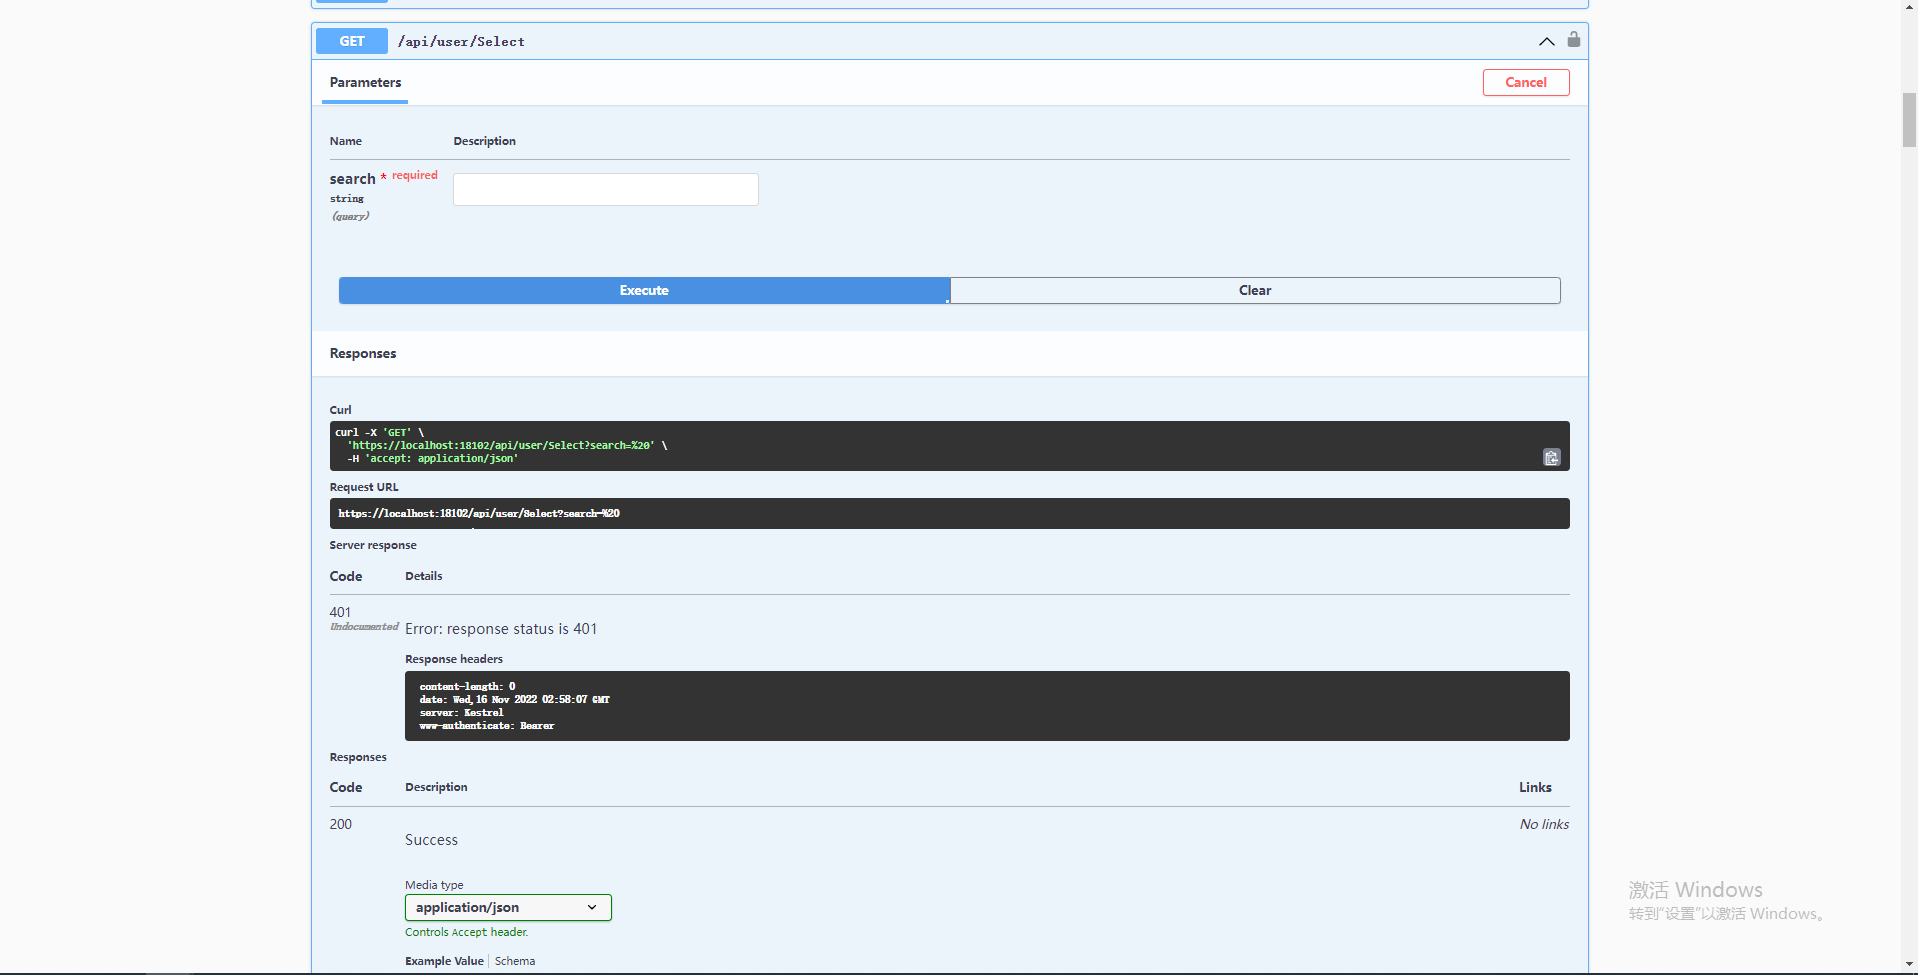 GET /api/user/Select
Parameters
Cancel
Name Description
search * required
string
(query)
Execute
Clear
Responses
Curl
curl -X 'GET' \
'https://localhost:18102/api/user/Select?search=%20' \
-H 'accept: application/json'
Request URL
https://localhost:18102/api/user/Select?search=%20
Server response
Code Details
401
Undocumented
Error: response status is 401
Response headers
content-length: 0
date: Wed,16 Nov 2022 02:58:07 GMT
server: Kestrel
www-authenticate: Bearer
Responses
Code Description Links
200
No links
Success
Media type
application/json
Controls Accept header.
Example Value Schema
激活 Windows
转到“设置”以激活 Windows。